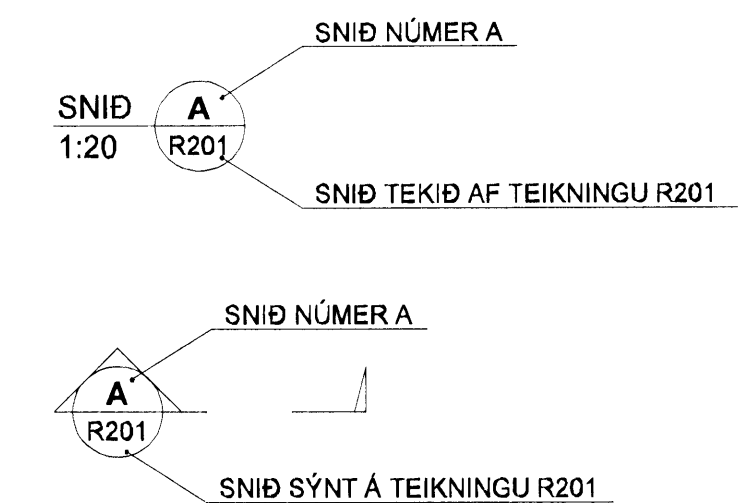 SNIÐ NÚMER A
SNIÐ A
1:20 R201
SNIÐ TEKIÐ AF TEIKNINGU R201
SNIÐ NÚMER A
A
R201
SNIÐ SÝNT Á TEIKNINGU R201